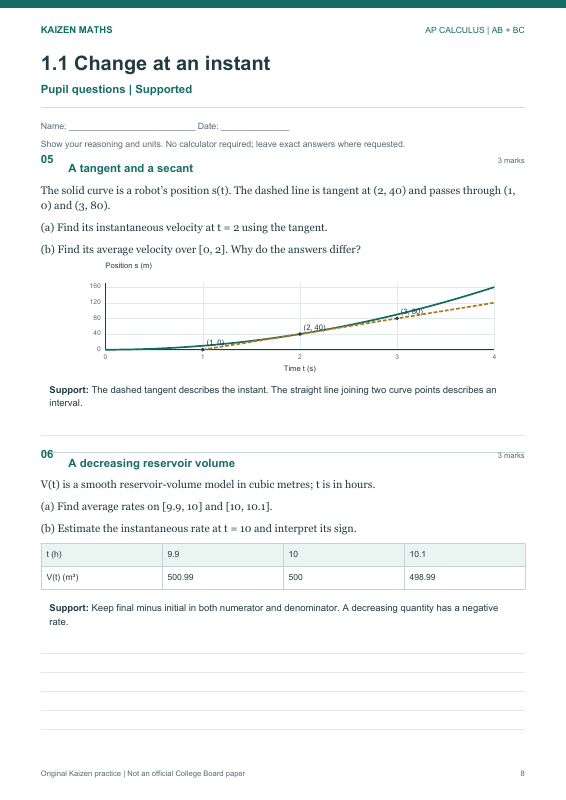 KAIZEN MATHS
AP CALCULUS | AB + BC
1.1 Change at an instant
Pupil questions | Supported
Name: __________________________ Date: ______________
Show your reasoning and units. No calculator required; leave exact answers where requested.
05
A tangent and a secant
3 marks
The solid curve is a robot's position s(t). The dashed line is tangent at (2, 40) and passes through (1,
0) and (3, 80).
(a) Find its instantaneous velocity at t = 2 using the tangent.
(b) Find its average velocity over [0, 2]. Why do the answers differ?
Position s (m)
160
120
80
40
0
(1, 0)
(2, 40)
(3, 80)
0 1 2 3 4
Time t (s)
Support: The dashed tangent describes the instant. The straight line joining two curve points describes an
interval.
06
A decreasing reservoir volume
3 marks
V(t) is a smooth reservoir-volume model in cubic metres; t is in hours.
(a) Find average rates on [9.9, 10] and [10, 10.1].
(b) Estimate the instantaneous rate at t = 10 and interpret its sign.
t (h) 9.9 10 10.1
V(t) (m³) 500.99 500 498.99
Support: Keep final minus initial in both numerator and denominator. A decreasing quantity has a negative
rate.
Original Kaizen practice | Not an official College Board paper
8